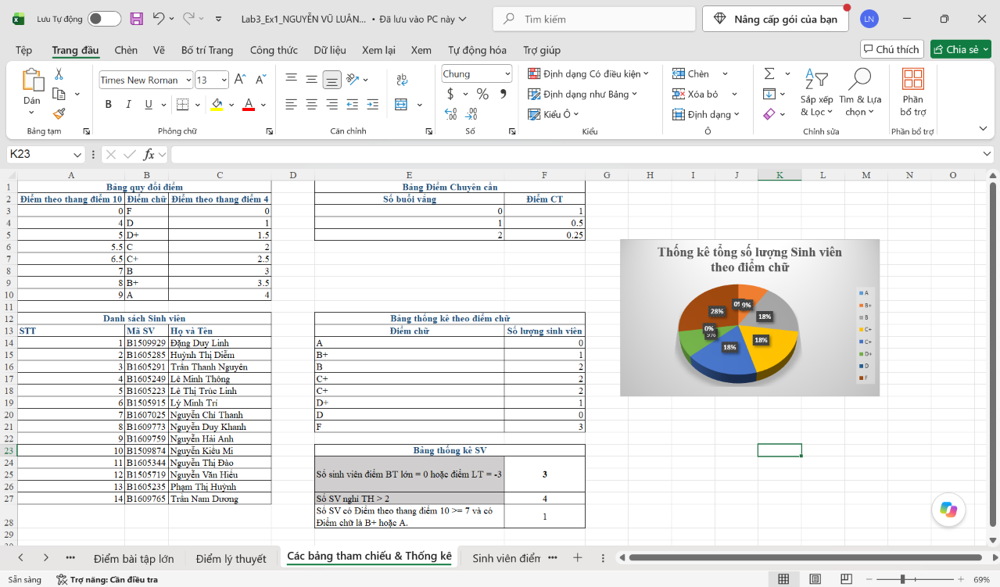 Lưu Tự động
Lab3_Ex1_NGUYỄN VŨ LUÂN... • Đã lưu vào PC này
Tìm kiếm
Nâng cấp gói của bạn
LN
Tệp Trang đầu Chèn Vẽ Bố trí Trang Công thức Dữ liệu Xem lại Xem Tự động hóa Trợ giúp
Chú thích Chia sẻ
Dán
Bảng tạm
Times New Roman 13
B I U
Phông chữ
ab
Căn chỉnh
Chung
$ % 9
Số
Định dạng Có điều kiện
Định dạng như Bảng
Kiểu Ô
Kiểu
Chèn
Xóa bỏ
Định dạng
Ô
Sắp xếp & Lọc
Tìm & Lựa chọn
Chỉnh sửa
Phần bổ trợ
Phần bổ trợ
K23
fx
A B C D E F G H I J K L M N O
1 Bảng quy đổi điểm Bảng Điểm Chuyên cần
2 Điểm theo thang điểm 10 Điểm chữ Điểm theo thang điểm 4 Số buổi vắng Điểm CT
3 0 F 0 0 1
4 4 D 1 1 0.5
5 5 D+ 1.5 2 0.25
6 5.5 C 2
7 6.5 C+ 2.5
8 7 B 3
9 8 B+ 3.5
10 9 A 4
11
12 Danh sách Sinh viên Bảng thống kê theo điểm chữ
13 STT Mã SV Họ và Tên Điểm chữ Số lượng sinh viên
14 1 B1509929 Đặng Duy Linh A 0
15 2 B1605285 Huỳnh Thị Diễm B+ 1
16 3 B1605291 Trần Thanh Nguyên B 2
17 4 B1605249 Lê Minh Thông C+ 2
18 5 B1605223 Lê Thị Trúc Linh C+ 2
19 6 B1505915 Lý Minh Trí D+ 1
20 7 B1607025 Nguyễn Chí Thanh D 0
21 8 B1609773 Nguyễn Duy Khanh F 3
22 9 B1609759 Nguyễn Hải Anh
23 10 B1509874 Nguyễn Kiều Mi Bảng thống kê SV
24 11 B1605344 Nguyễn Thị Đào
25 12 B1505719 Nguyễn Văn Hiếu Số sinh viên điểm BT lớn = 0 hoặc điểm LT = -3 3
26 13 B1605235 Phạm Thị Huỳnh
27 14 B1609765 Trần Nam Dương Số SV nghỉ TH > 2 4
28 Số SV có Điểm theo thang điểm 10 >= 7 và có
Điểm chữ là B+ hoặc A. 1
29
Thống kê tổng số lượng Sinh viên
theo điểm chữ
0% 9% 18% 18% 18% 9% 0% 28%
A
B+
B
C+
C+
D+
D
F
Điểm bài tập lớn Điểm lý thuyết Các bảng tham chiếu & Thống kê Sinh viên điểm
Sẵn sàng Trợ năng: Cần điều tra 69%